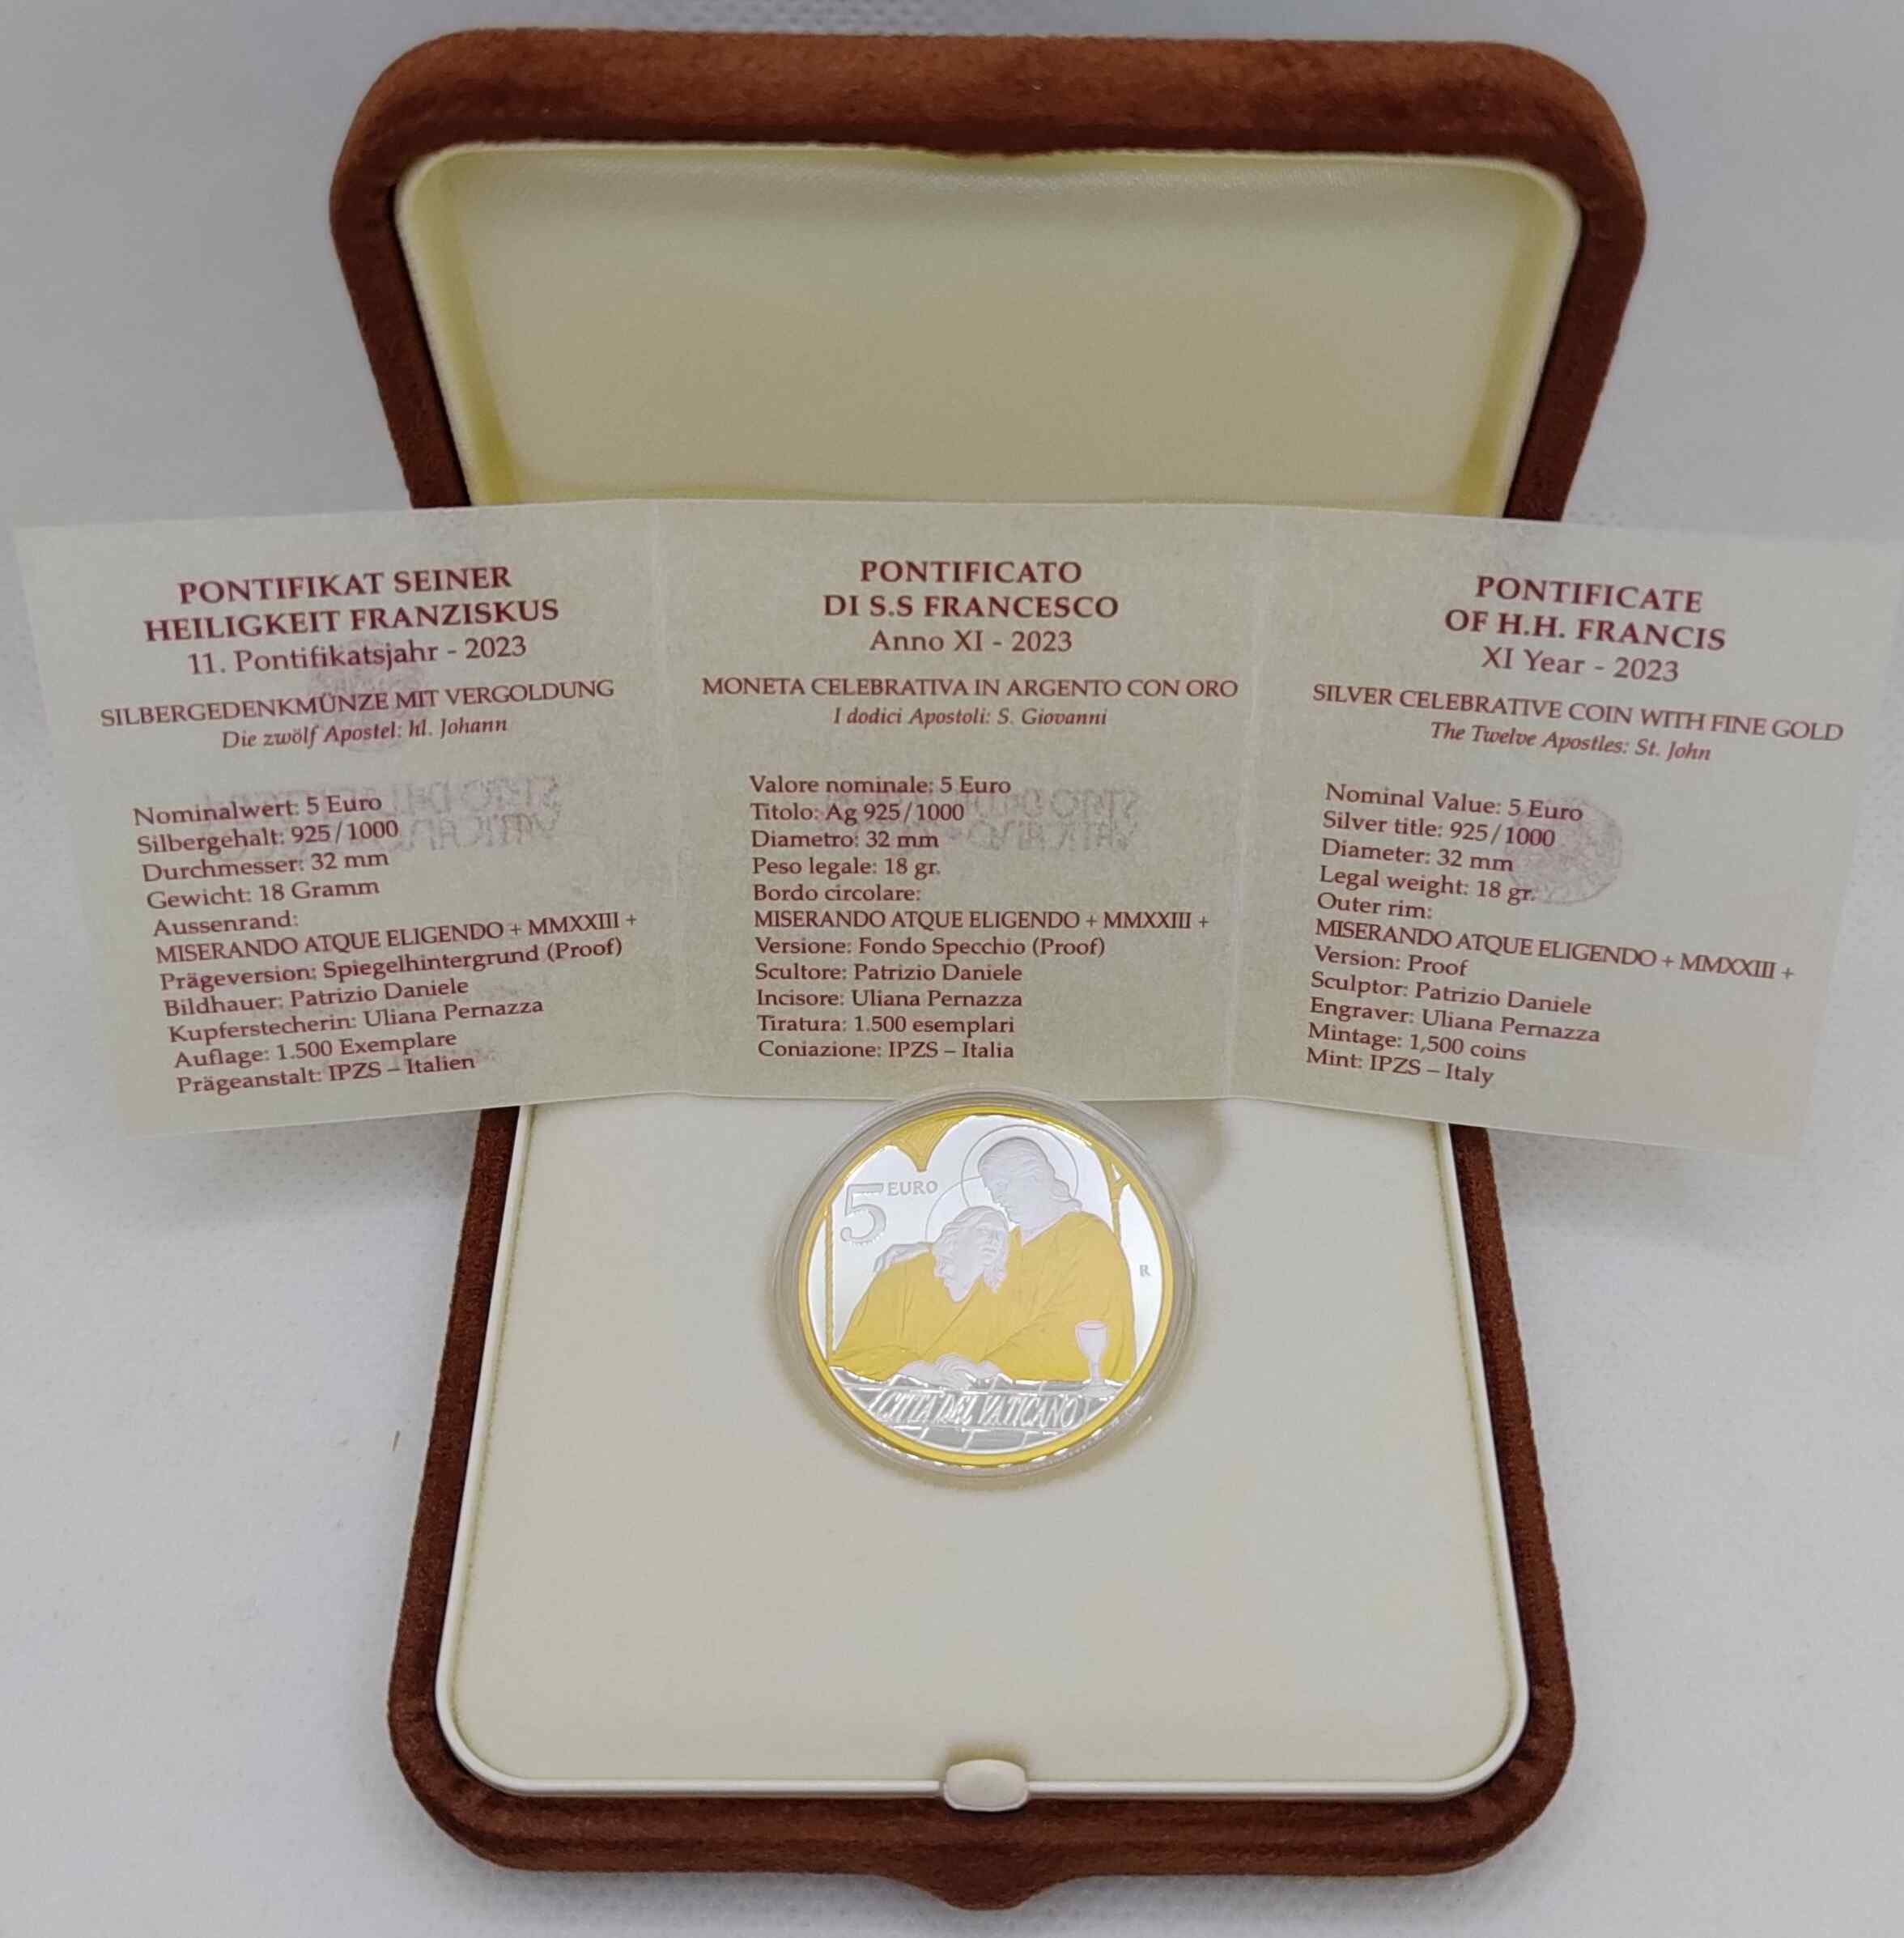 PONTIFIKAT SEINER
HEILIGKEIT FRANZISKUS
11. Pontifikatsjahr - 2023
SILBERGEDENKMÜNZE MIT VERGOLDUNG
Die zwölf Apostel: hl. Johann
Nominalwert: 5 Euro
Silbergehalt: 925/1000
Durchmesser: 32 mm
Gewicht: 18 Gramm
Aussenrand:
MISERANDO ATQUE ELIGENDO + MMXXIII +
Prägeversion: Spiegelhintergrund (Proof)
Bildhauer: Patrizio Daniele
Kupferstecherin: Uliana Pernazza
Auflage: 1.500 Exemplare
Prägeanstalt: IPZS – Italien
PONTIFICATO
DI S.S FRANCESCO
Anno XI - 2023
MONETA CELEBRATIVA IN ARGENTO CON ORO
I dodici Apostoli: S. Giovanni
Valore nominale: 5 Euro
Titolo: Ag 925/1000
Diametro: 32 mm
Peso legale: 18 gr.
Bordo circolare:
MISERANDO ATQUE ELIGENDO + MMXXIII +
Versione: Fondo Specchio (Proof)
Scultore: Patrizio Daniele
Incisore: Uliana Pernazza
Tiratura: 1.500 esemplari
Coniazione: IPZS – Italia
PONTIFICATE
OF H.H. FRANCIS
XI Year - 2023
SILVER CELEBRATIVE COIN WITH FINE GOLD
The Twelve Apostles: St. John
Nominal Value: 5 Euro
Silver title: 925/1000
Diameter: 32 mm
Legal weight: 18 gr.
Outer rim:
MISERANDO ATQUE ELIGENDO + MMXXIII +
Version: Proof
Sculptor: Patrizio Daniele
Engraver: Uliana Pernazza
Mintage: 1,500 coins
Mint: IPZS – Italy
5 EURO
R
CITTÀ DEL VATICANO